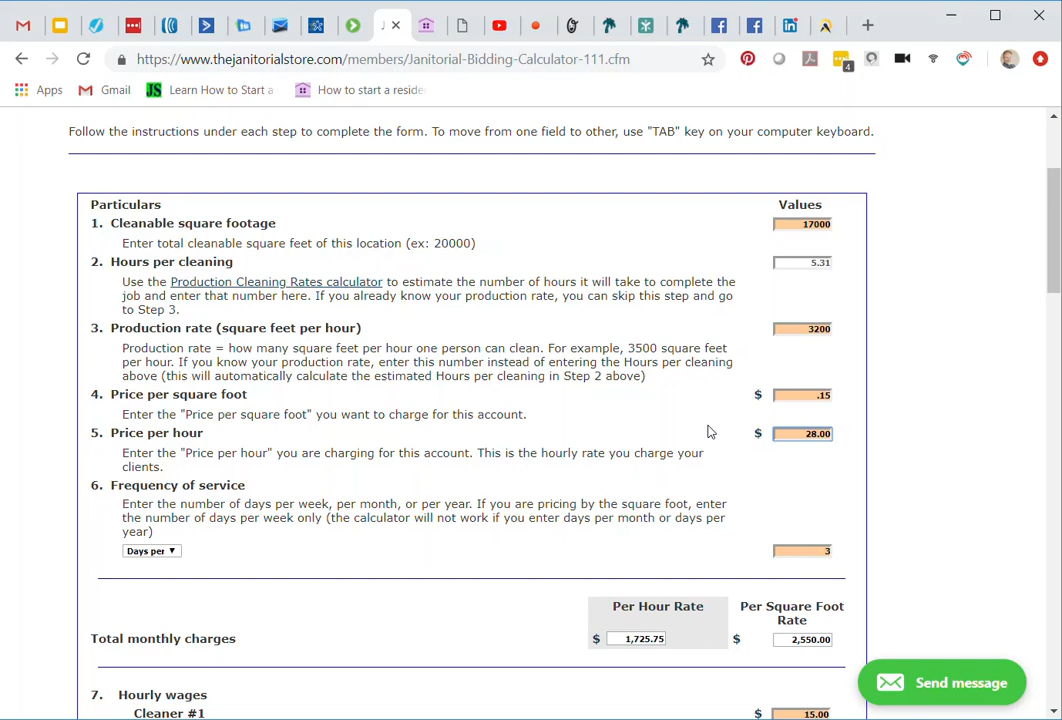 https://www.thejanitorialstore.com/members/Janitorial-Bidding-Calculator-111.cfm
4
Apps Gmail JS Learn How to Start a How to start a reside
Follow the instructions under each step to complete the form. To move from one field to other, use "TAB" key on your computer keyboard.
Particulars Values
1. Cleanable square footage 17000
Enter total cleanable square feet of this location (ex: 20000)
2. Hours per cleaning 5.31
Use the Production Cleaning Rates calculator to estimate the number of hours it will take to complete the
job and enter that number here. If you already know your production rate, you can skip this step and go
to Step 3.
3. Production rate (square feet per hour) 3200
Production rate = how many square feet per hour one person can clean. For example, 3500 square feet
per hour. If you know your production rate, enter this number instead of entering the Hours per cleaning
above (this will automatically calculate the estimated Hours per cleaning in Step 2 above)
4. Price per square foot $ .15
Enter the "Price per square foot" you want to charge for this account.
5. Price per hour $ 28.00
Enter the "Price per hour" you are charging for this account. This is the hourly rate you charge your
clients.
6. Frequency of service
Enter the number of days per week, per month, or per year. If you are pricing by the square foot, enter
the number of days per week only (the calculator will not work if you enter days per month or days per
year)
Days per 3
Per Hour Rate Per Square Foot
Rate
Total monthly charges $ 1,725.75 $ 2,550.00
7. Hourly wages
Cleaner #1 $ 15.00
Send message